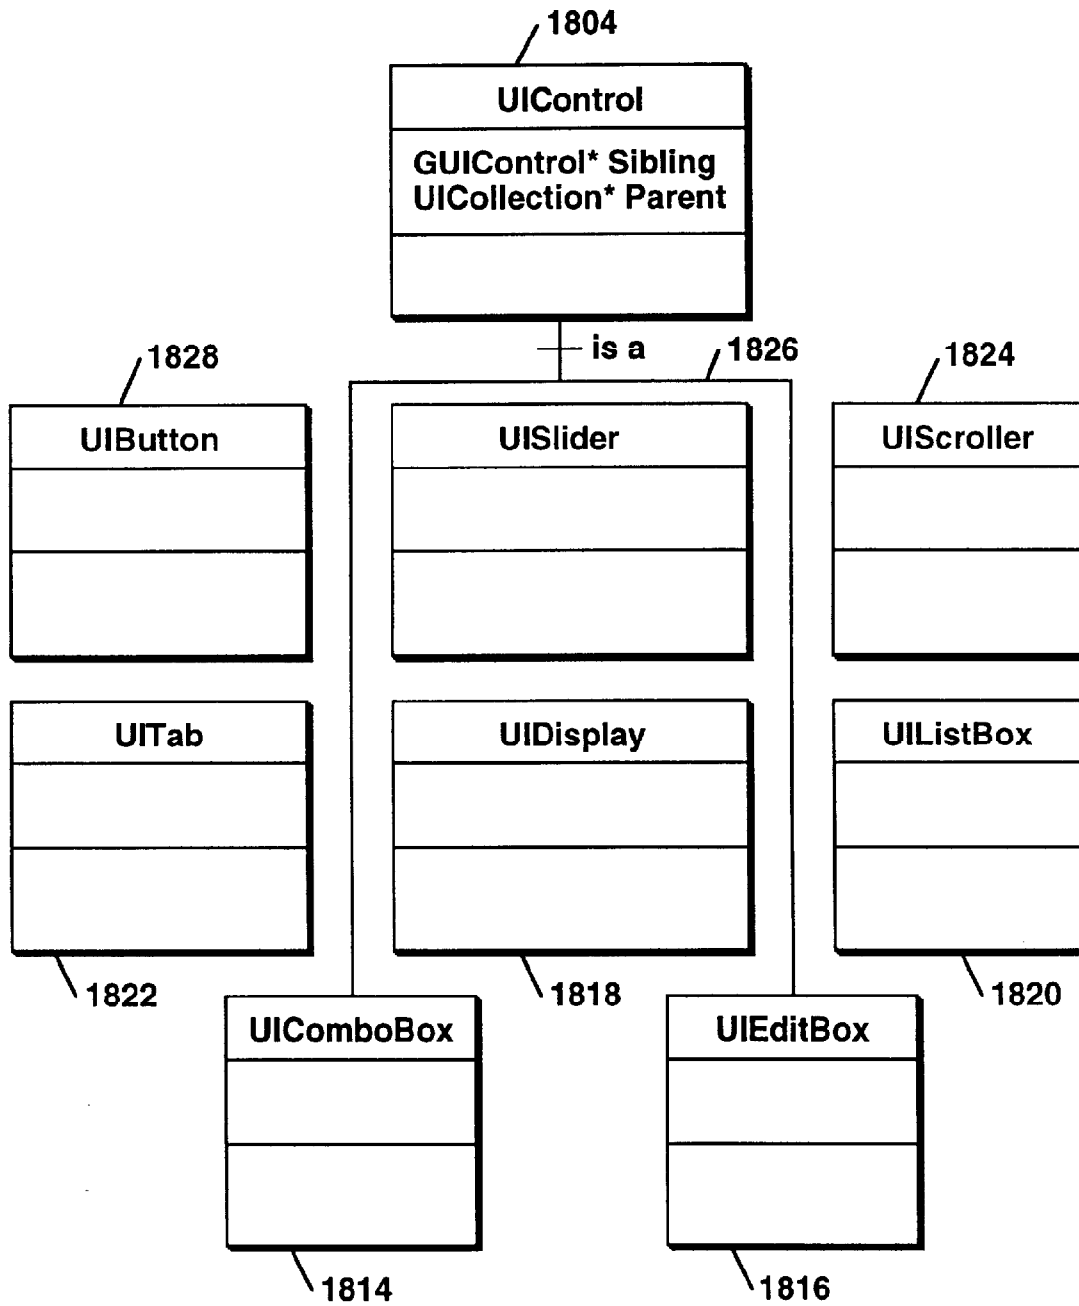 1804
UIControl
GUIControl* Sibling
UICollection* Parent
is a
1828
1826
1824
UIButton
UISlider
UIScroller
UITab
UIDisplay
UIListBox
1822
1818
1820
UIComboBox
UIEditBox
1814
1816